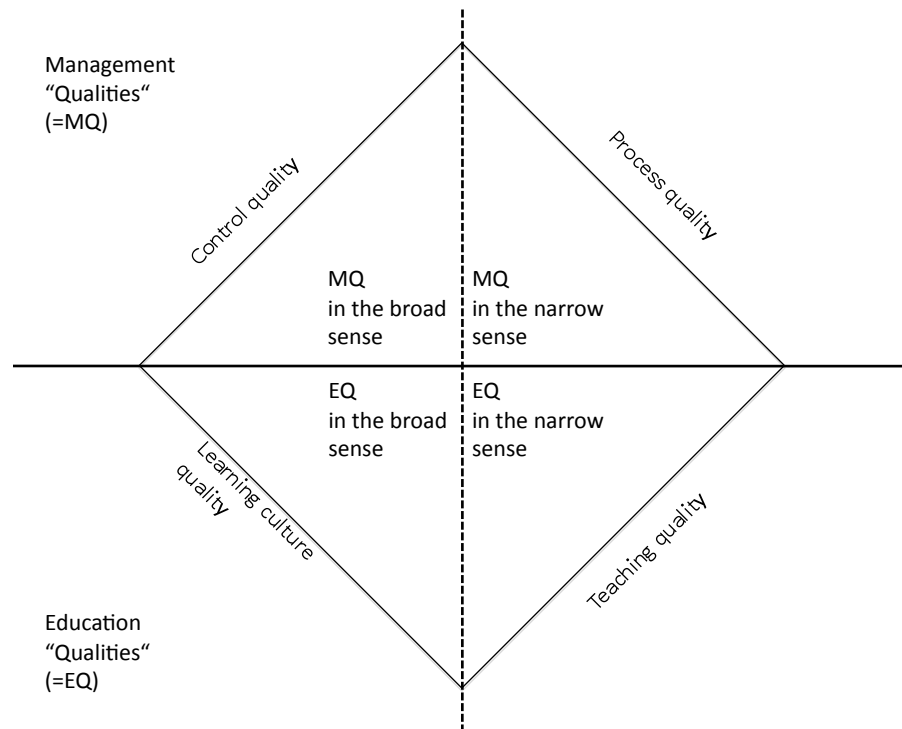 Management
“Qualities“
(=MQ)
Control quality
Process quality
MQ
in the broad
sense
MQ
in the narrow
sense
EQ
in the broad
sense
EQ
in the narrow
sense
Learning culture
quality
Teaching quality
Education
“Qualities“
(=EQ)